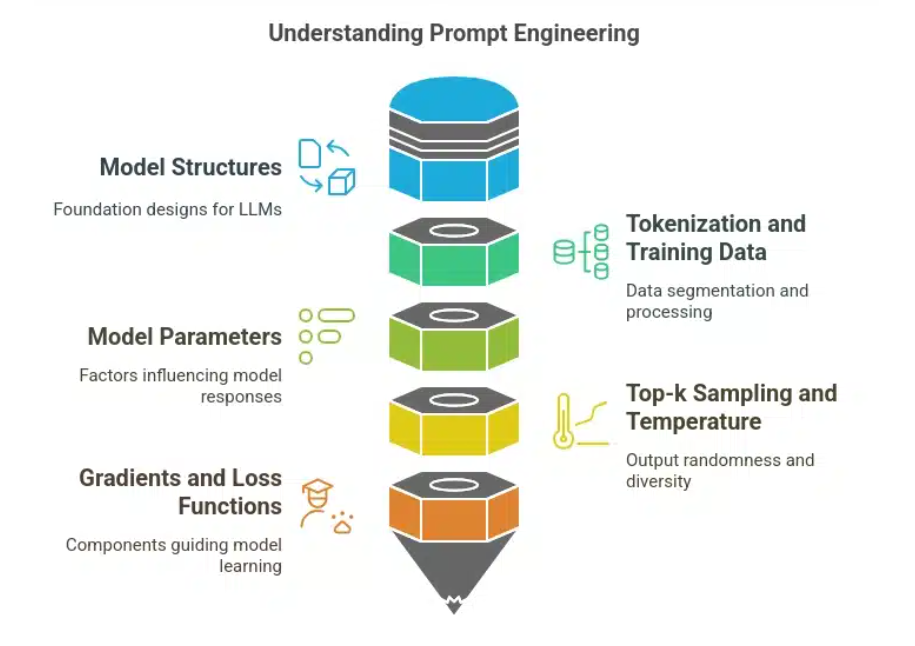 Understanding Prompt Engineering
Model Structures
Foundation designs for LLMs
Tokenization and
Training Data
Data segmentation and
processing
Model Parameters
Factors influencing model
responses
Top-k Sampling and
Temperature
Output randomness and
diversity
Gradients and Loss
Functions
Components guiding model
learning